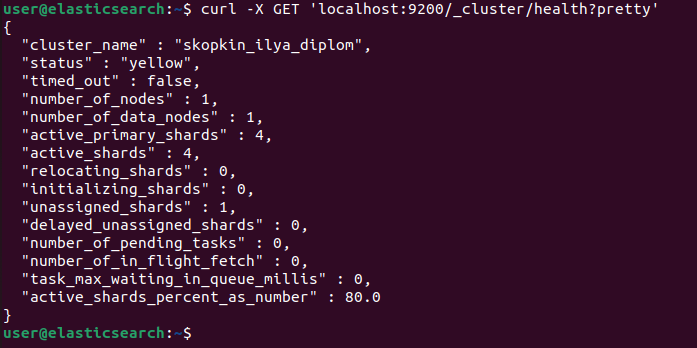 user@elasticsearch:~$ curl -X GET 'localhost:9200/_cluster/health?pretty'
{
  "cluster_name" : "skopkin_ilya_diplom",
  "status" : "yellow",
  "timed_out" : false,
  "number_of_nodes" : 1,
  "number_of_data_nodes" : 1,
  "active_primary_shards" : 4,
  "active_shards" : 4,
  "relocating_shards" : 0,
  "initializing_shards" : 0,
  "unassigned_shards" : 1,
  "delayed_unassigned_shards" : 0,
  "number_of_pending_tasks" : 0,
  "number_of_in_flight_fetch" : 0,
  "task_max_waiting_in_queue_millis" : 0,
  "active_shards_percent_as_number" : 80.0
}
user@elasticsearch:~$